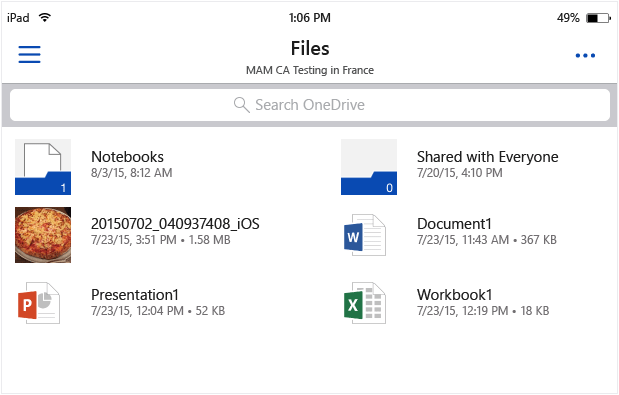 iPad 1:06 PM 49%
Files
MAM CA Testing in France
Search OneDrive
Notebooks
8/3/15, 8:12 AM
1
Shared with Everyone
7/20/15, 4:10 PM
0
20150702_040937408_iOS
7/23/15, 3:51 PM • 1.58 MB
W
Document1
7/23/15, 11:43 AM • 367 KB
P
Presentation1
7/23/15, 12:04 PM • 52 KB
X
Workbook1
7/23/15, 12:19 PM • 18 KB